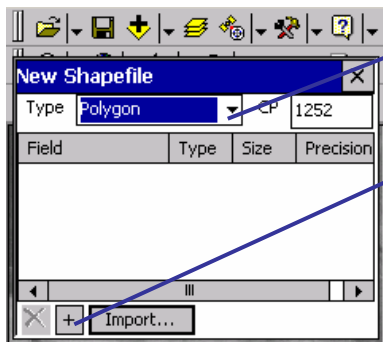 New Shapefile
Type Polygon CP 1252
Field Type Size Precision
Import...